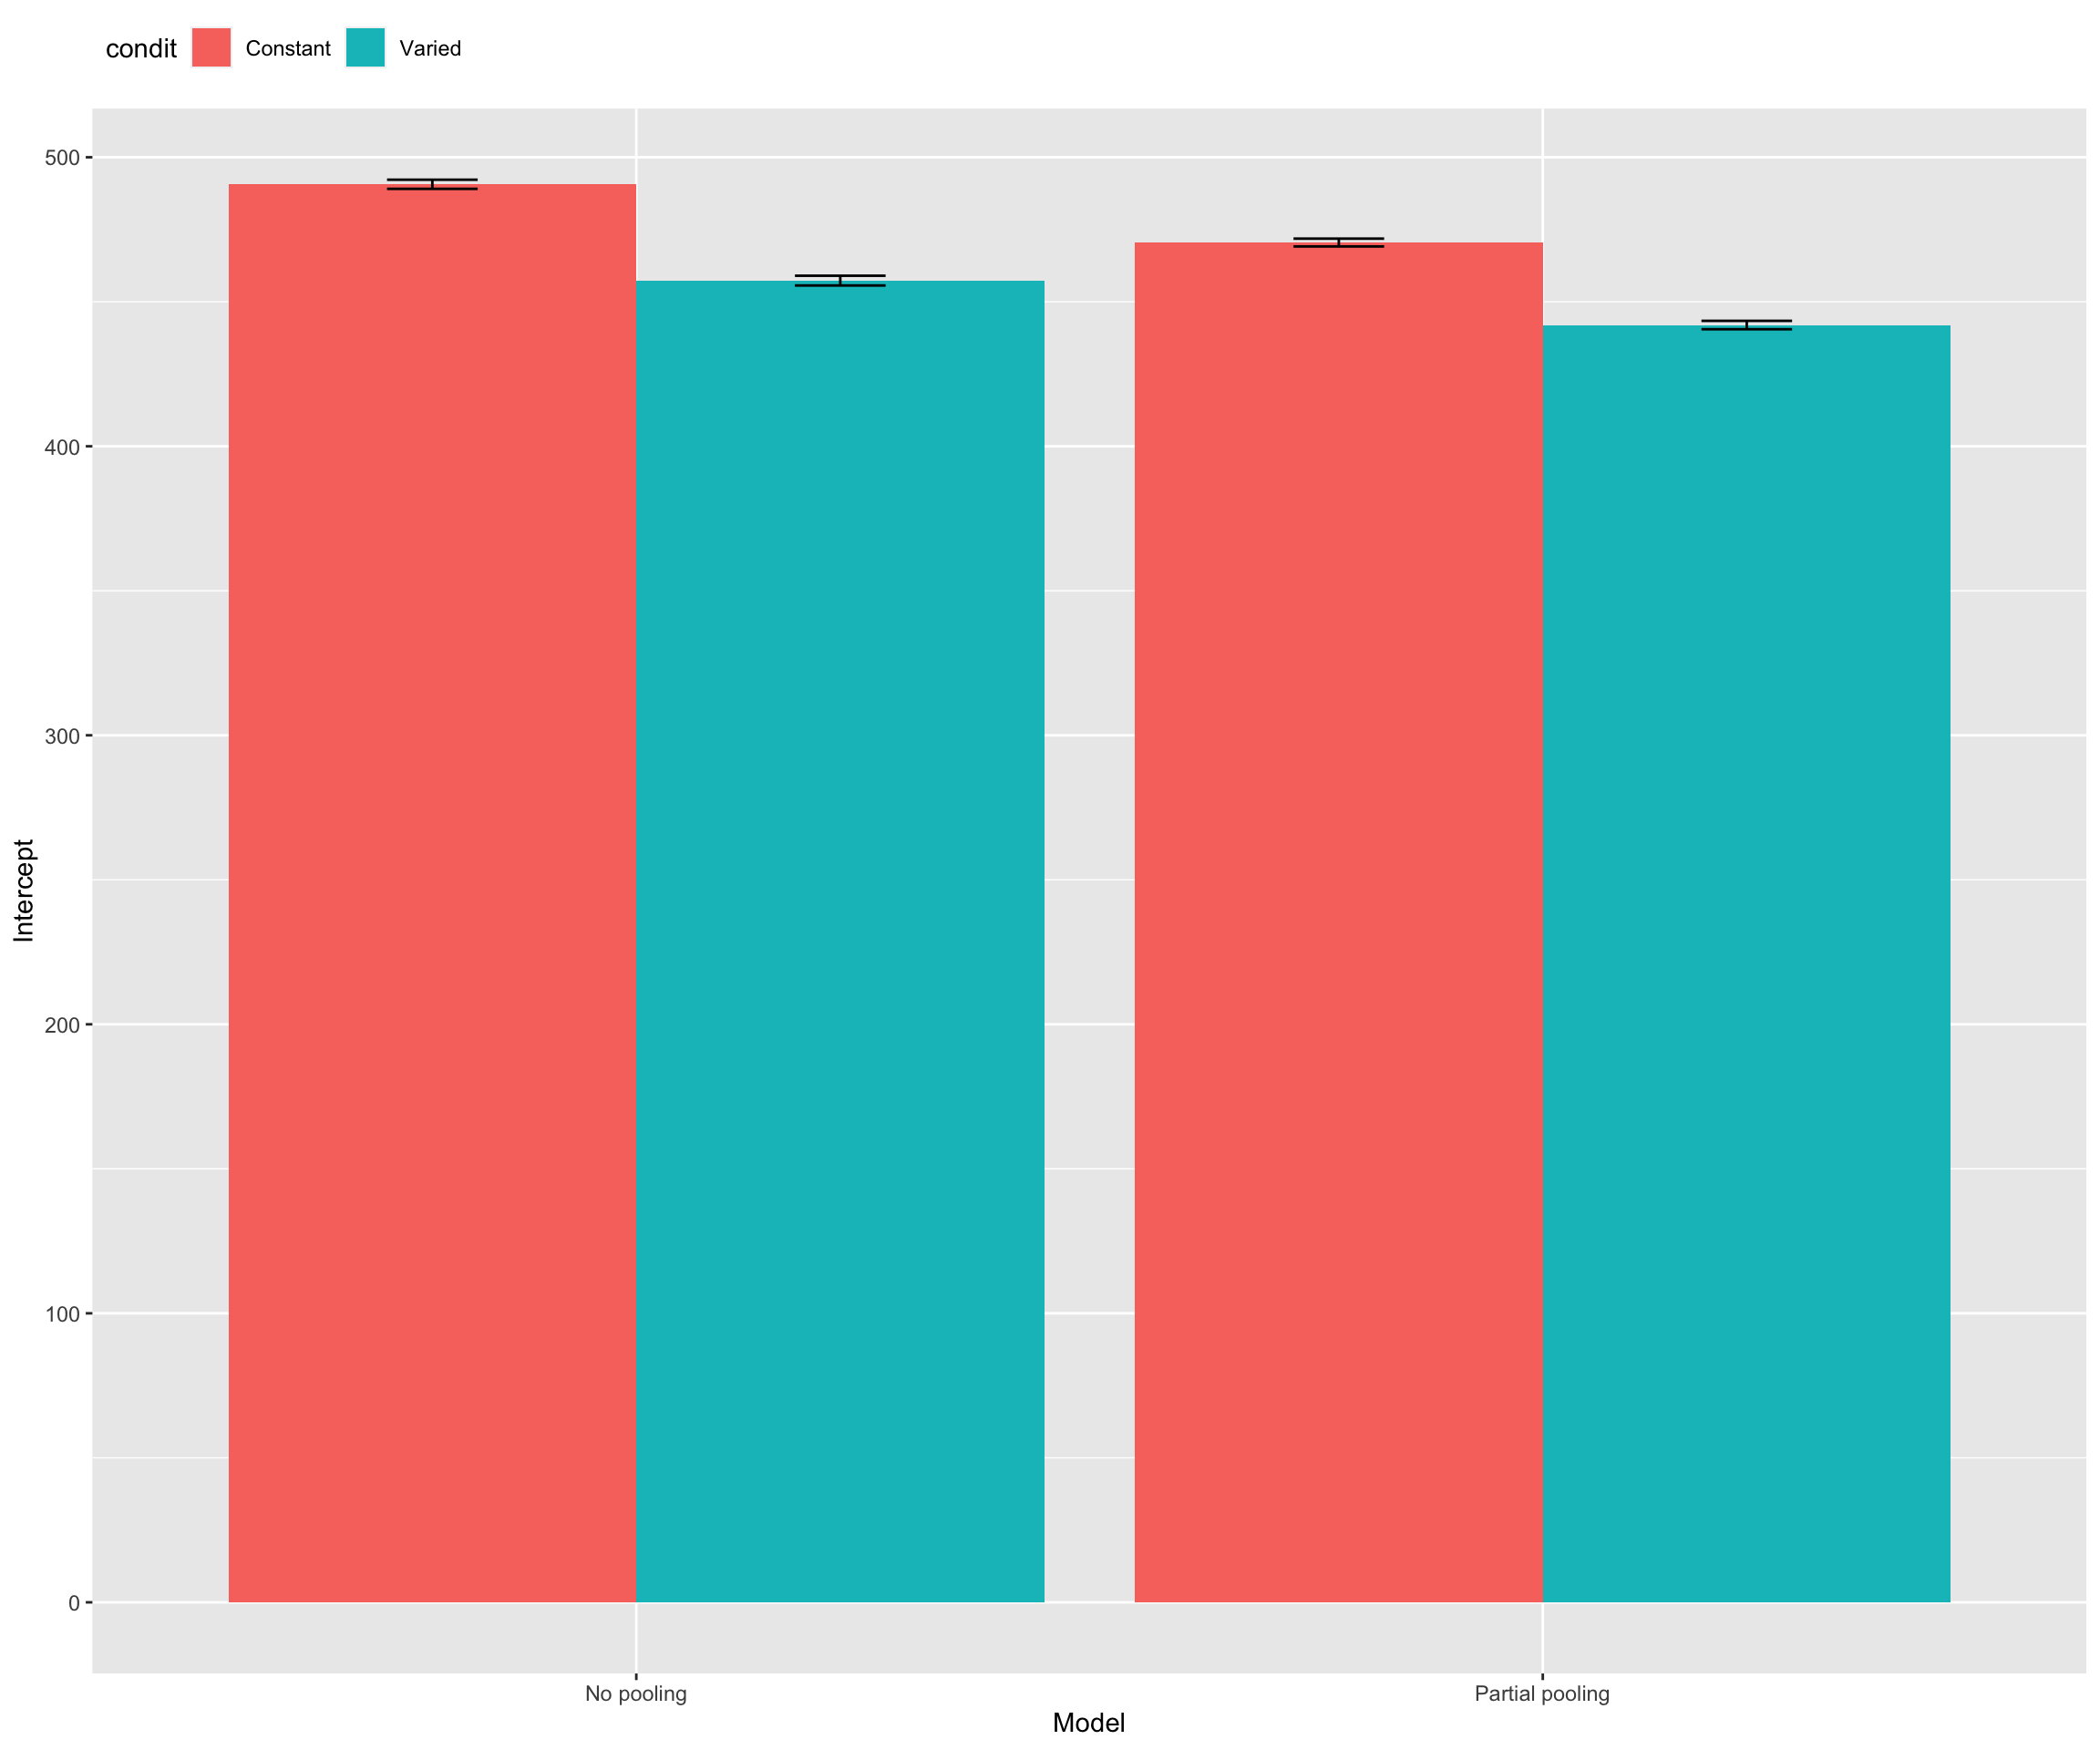 condit Constant Varied
500
400
300
200
100
0
Intercept
No pooling Partial pooling
Model